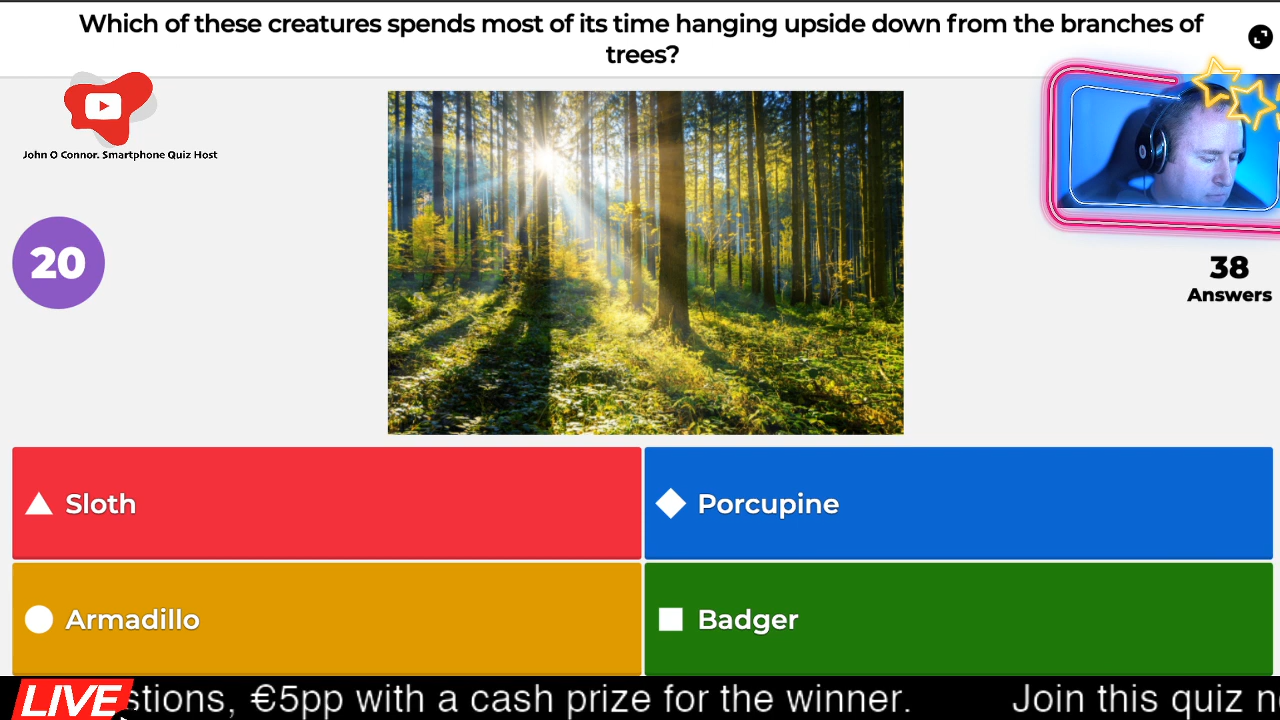 Which of these creatures spends most of its time hanging upside down from the branches of
trees?
John O Connor. Smartphone Quiz Host
20
38
Answers
Sloth
Porcupine
Armadillo
Badger
LIVE
stions, €5pp with a cash prize for the winner. Join this quiz n